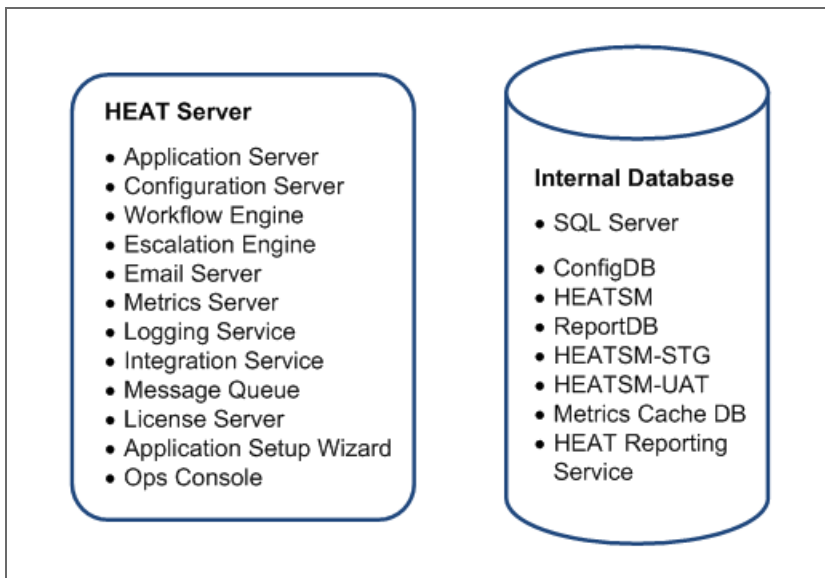 HEAT Server
• Application Server
• Configuration Server
• Workflow Engine
• Escalation Engine
• Email Server
• Metrics Server
• Logging Service
• Integration Service
• Message Queue
• License Server
• Application Setup Wizard
• Ops Console
Internal Database
• SQL Server
• ConfigDB
• HEATSM
• ReportDB
• HEATSM-STG
• HEATSM-UAT
• Metrics Cache DB
• HEAT Reporting
Service